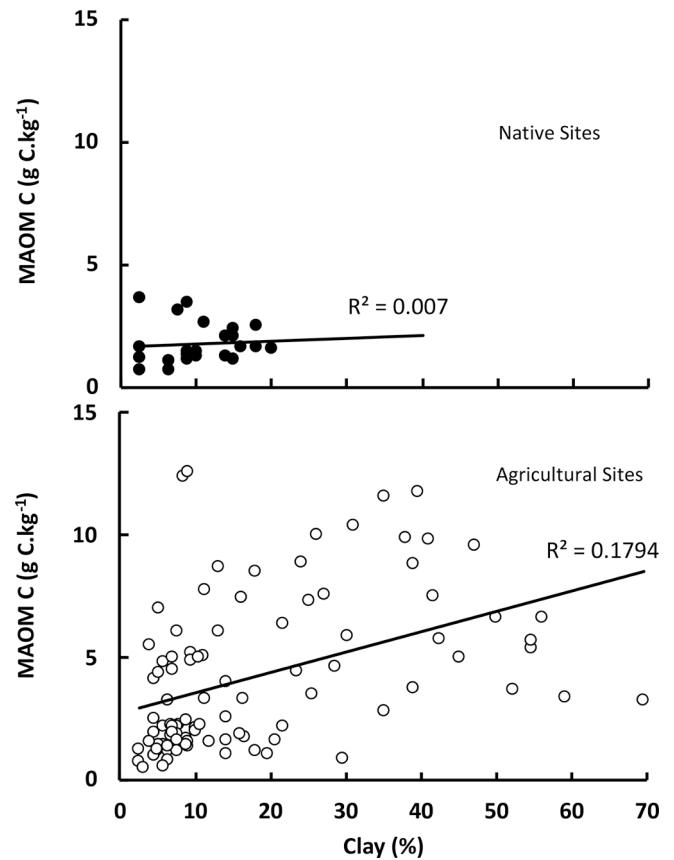 15
10
5
0
MAOM C (g C.kg⁻¹)
Native Sites
R² = 0.007
15
10
5
0
MAOM C (g C.kg⁻¹)
Agricultural Sites
R² = 0.1794
0 10 20 30 40 50 60 70
Clay (%)